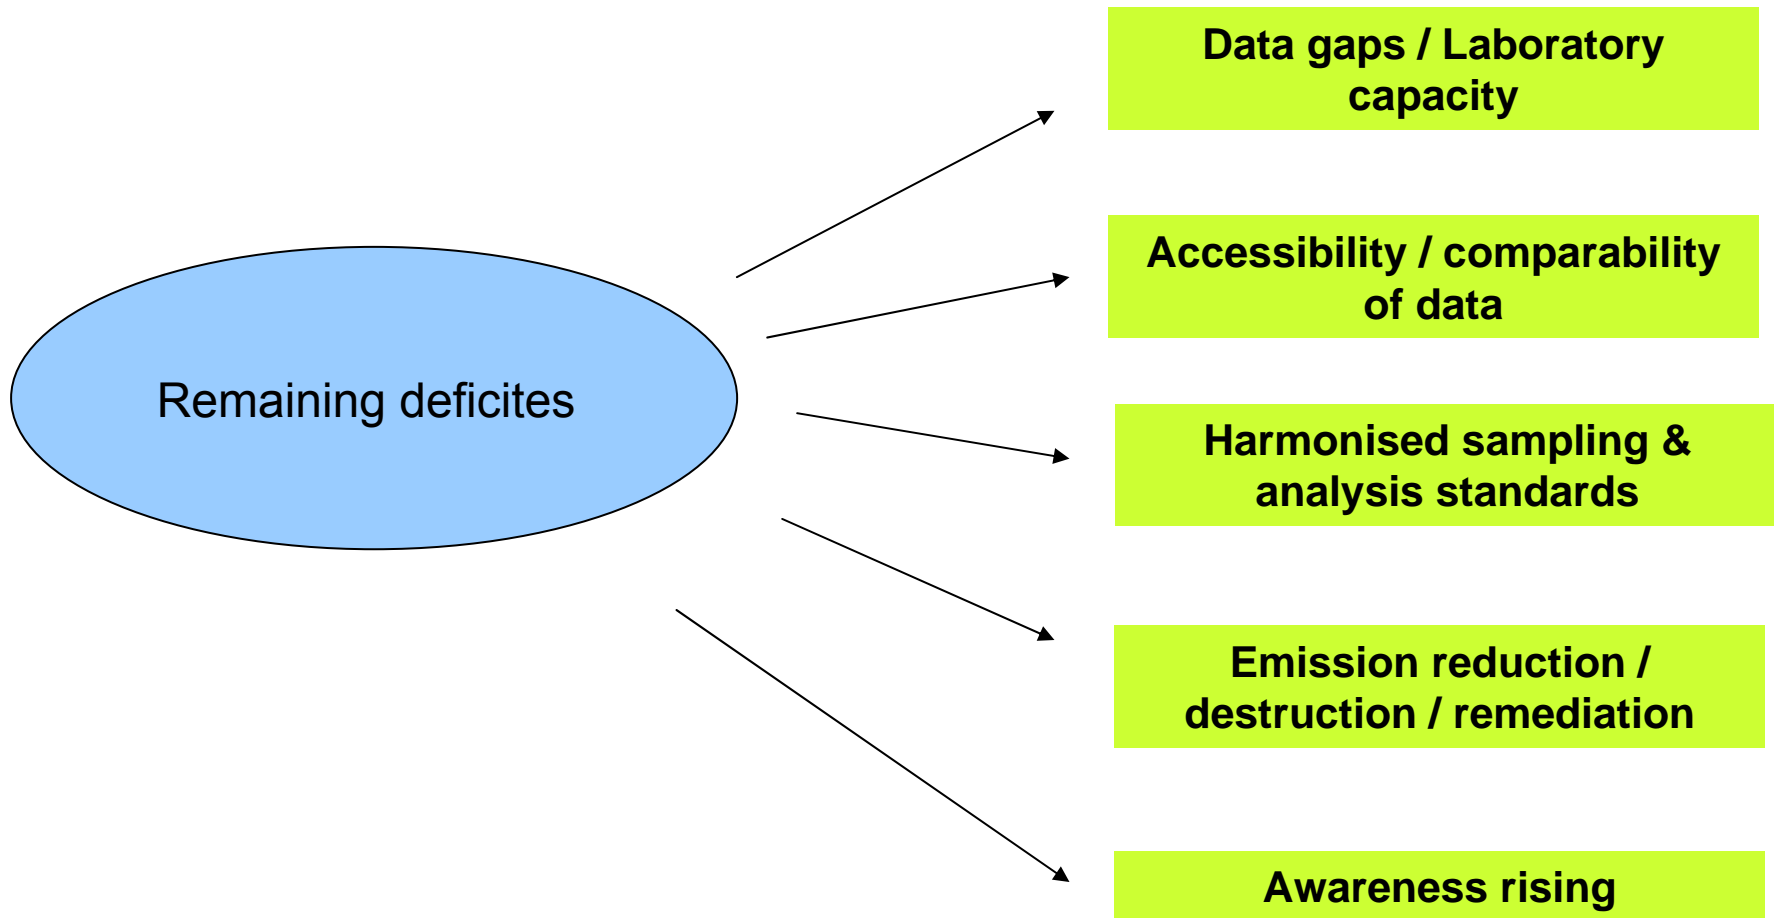 Data gaps / Laboratory
capacity
Accessibility / comparability
of data
Remaining deficites
Harmonised sampling &
analysis standards
Emission reduction /
destruction / remediation
Awareness rising